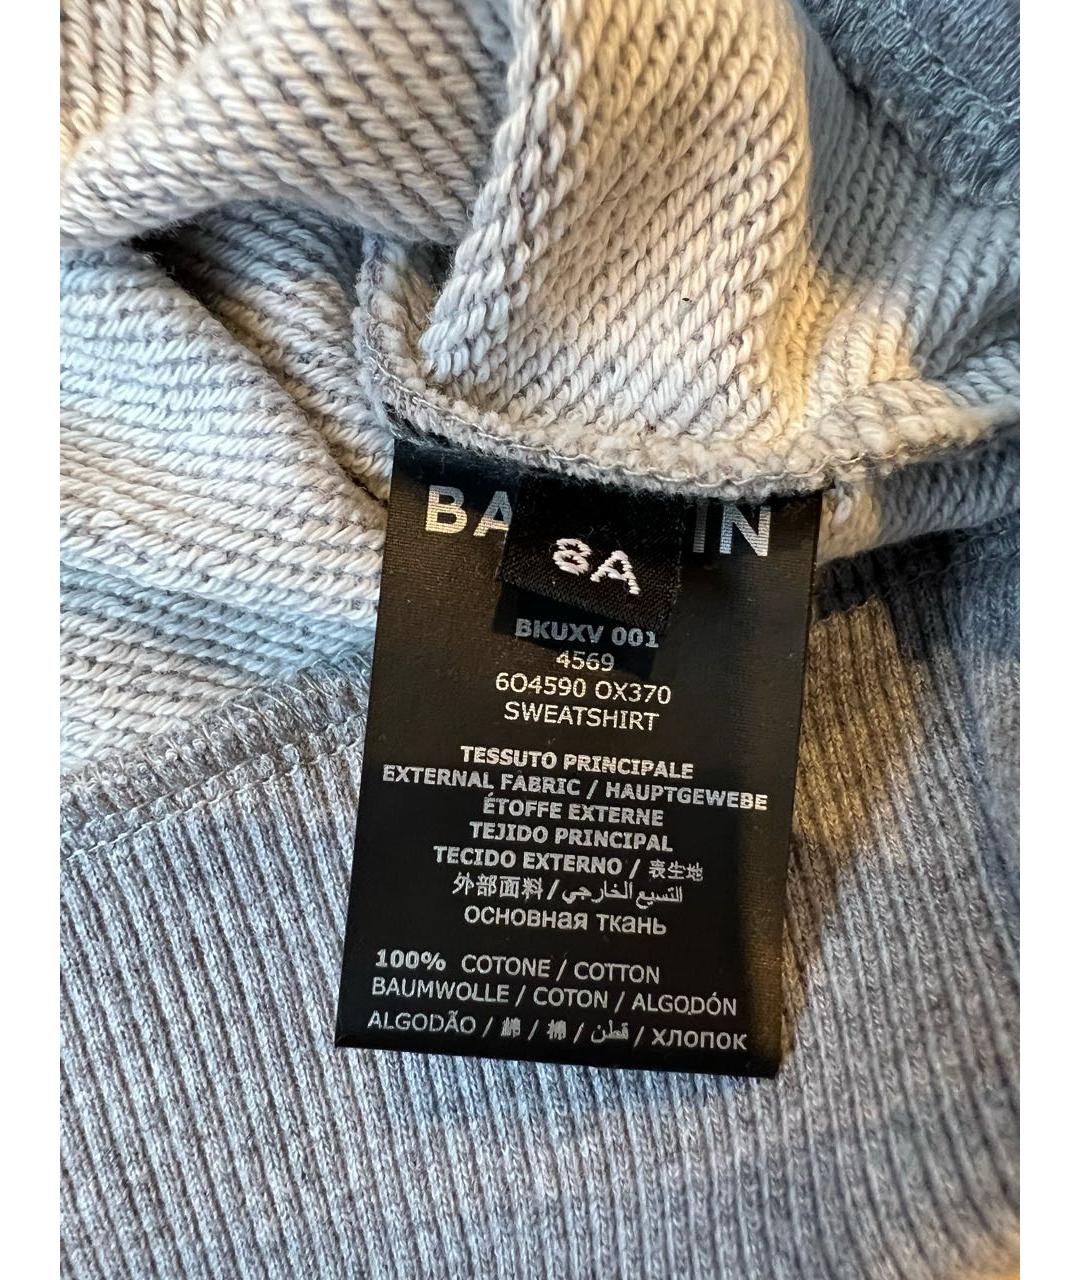 BA IN
8A
BKUXV 001
4569
6O4590 OX370
SWEATSHIRT
TESSUTO PRINCIPALE
EXTERNAL FABRIC / HAUPTGEWEBE
ÉTOFFE EXTERNE
TEJIDO PRINCIPAL
TECIDO EXTERNO / 表生地
外部面料 / التسيع الخارجي
ОСНОВНАЯ ТКАНЬ
100% COTONE / COTTON
BAUMWOLLE / COTON / ALGODÓN
ALGODÃO / 綿 / 棉 / قطن / ХЛОПОК